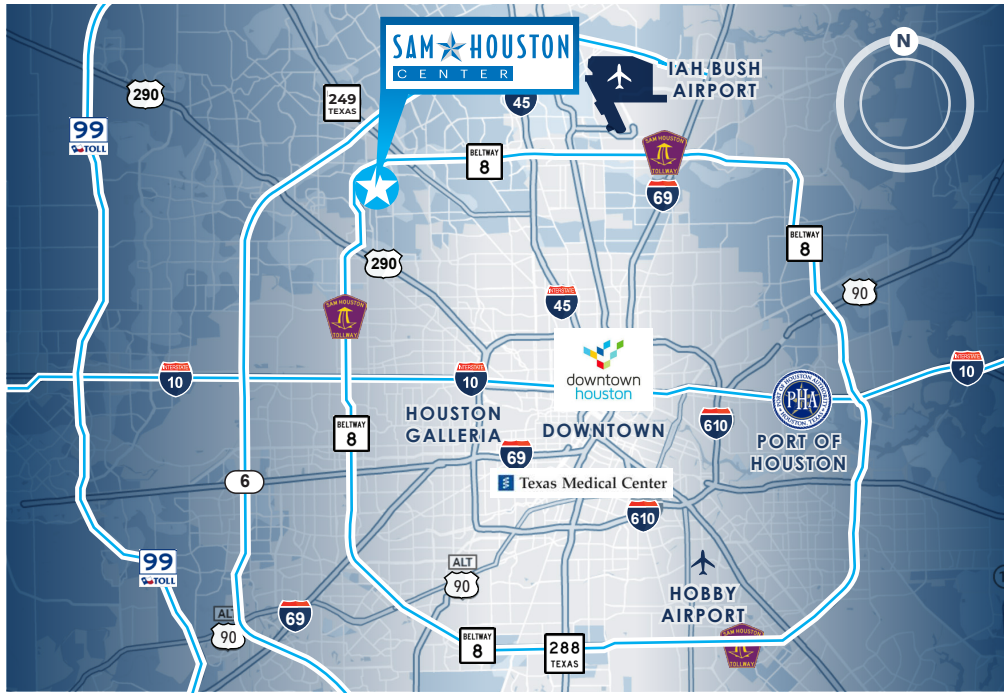 SAM HOUSTON
CENTER
N
IAH BUSH
AIRPORT
290
249
TEXAS
45
99
TOLL
BELTWAY
8
SAM HOUSTON
TOLLWAY
INTERSTATE
69
BELTWAY
8
290
90
INTERSTATE
45
SAM HOUSTON
TOLLWAY
downtown
houston
INTERSTATE
10
INTERSTATE
10
INTERSTATE
10
PORT OF HOUSTON AUTHORITY
PHA
HOUSTON, TEXAS
HOUSTON
GALLERIA
DOWNTOWN
610
PORT OF
HOUSTON
BELTWAY
8
69
6
Texas Medical Center
610
99
TOLL
ALT
90
HOBBY
AIRPORT
ALT
90
69
BELTWAY
8
288
TEXAS
SAM HOUSTON
TOLLWAY